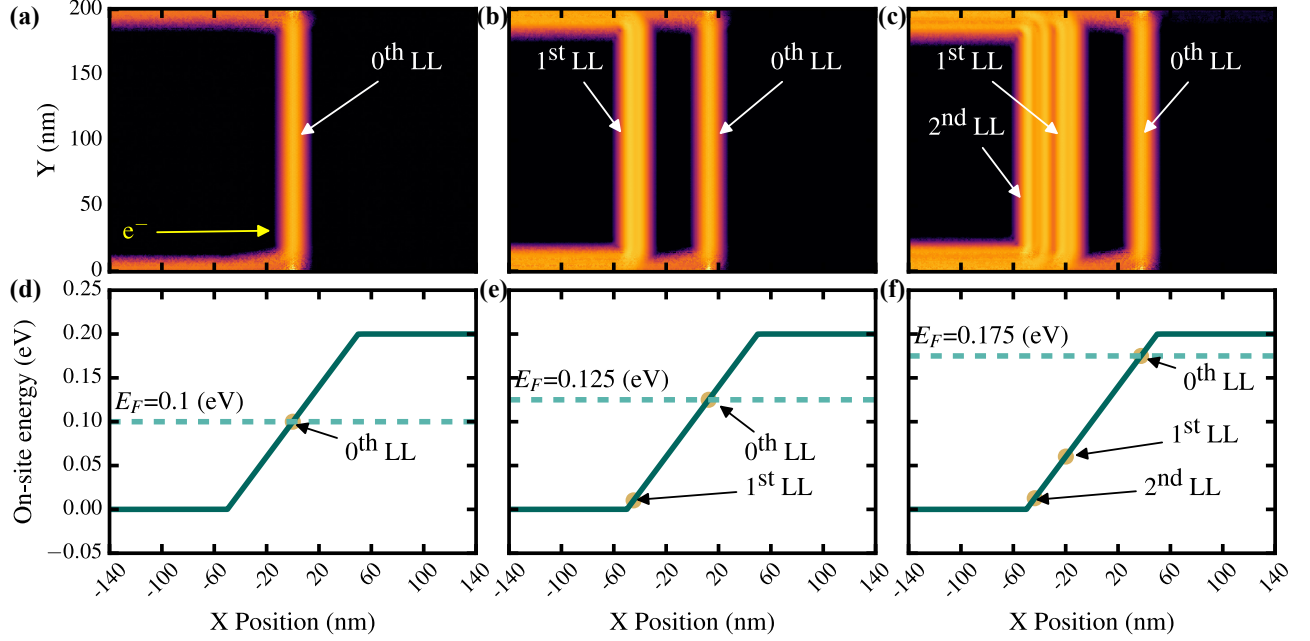 (a)
(b)
(c)
200
150
100
50
0
Y (nm)
0th LL
e−
1st LL
0th LL
1st LL
0th LL
2nd LL
(d)
(e)
(f)
0.25
0.20
0.15
0.10
0.05
0.00
−0.05
On-site energy (eV)
EF=0.1 (eV)
0th LL
EF=0.125 (eV)
0th LL
1st LL
EF=0.175 (eV)
0th LL
1st LL
2nd LL
-140 -100 -60 -20 20 60 100 140
-140 -100 -60 -20 20 60 100 140
-140 -100 -60 -20 20 60 100 140
X Position (nm)
X Position (nm)
X Position (nm)